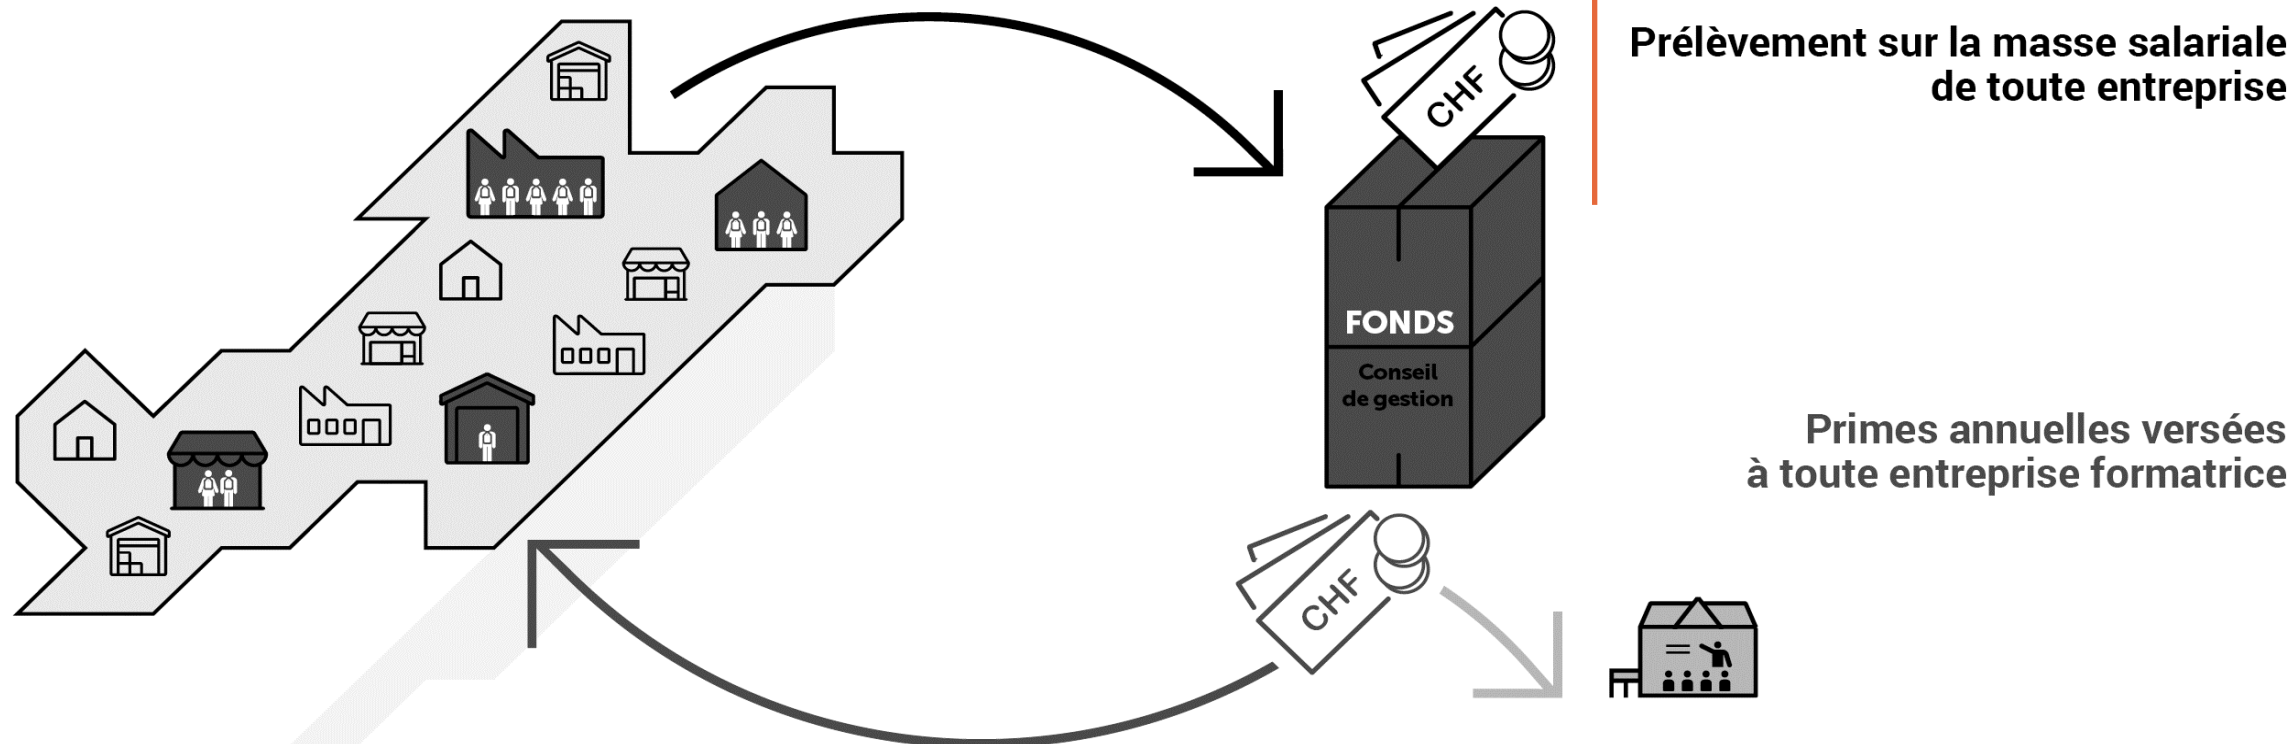 Prélèvement sur la masse salariale
de toute entreprise
CHF
FONDS
Conseil
de gestion
Primes annuelles versées
à toute entreprise formatrice
CHF